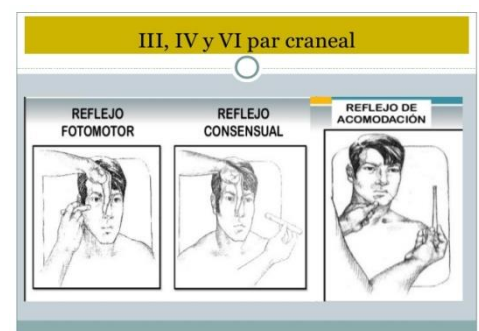 III, IV y VI par craneal
REFLEJO
FOTOMOTOR
REFLEJO
CONSENSUAL
REFLEJO DE
ACOMODACIÓN